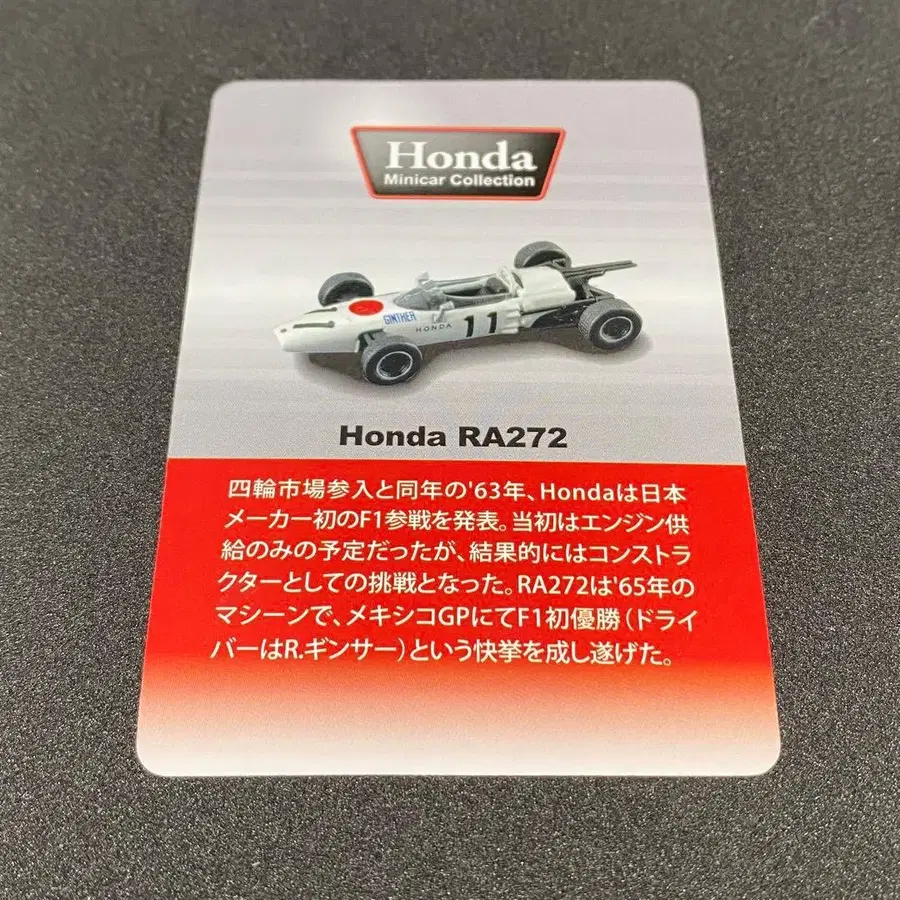 Honda
Minicar Collection
GINTHER
HONDA
11
Honda RA272
四輪市場参入と同年の'63年、Hondaは日本
メーカー初のF1参戦を発表。当初はエンジン供
給のみの予定だったが、結果的にはコンストラ
クターとしての挑戦となった。RA272は'65年の
マシーンで、メキシコGPにてF1初優勝（ドライ
バーはR.ギンサー）という快挙を成し遂げた。